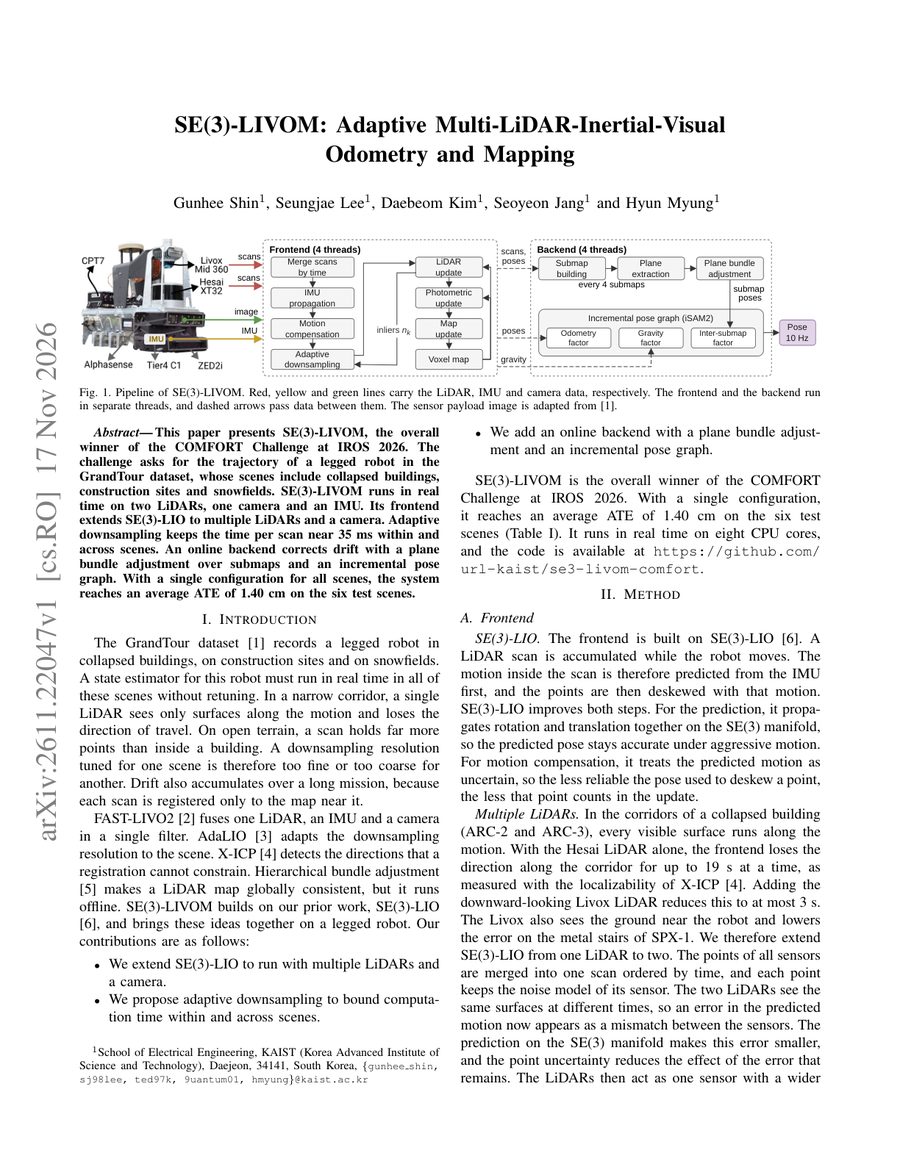 SE(3)-LIVOM: Adaptive Multi-LiDAR-Inertial-Visual
Odometry and Mapping
Gunhee Shin1, Seungjae Lee1, Daebeom Kim1, Seoyeon Jang1 and Hyun Myung1
CPT7
Livox
Mid 360
Hesai
XT32
IMU
Alphasense
Tier4 C1
ZED2i
scans
scans
image
IMU
Frontend (4 threads)
Merge scans
by time
IMU
propagation
Motion
compensation
Adaptive
downsampling
inliers nk
LiDAR
update
Photometric
update
Map
update
Voxel map
scans,
poses
poses
gravity
Backend (4 threads)
Submap
building
Plane
extraction
Plane bundle
adjustment
every 4 submaps
submap
poses
Incremental pose graph (iSAM2)
Odometry
factor
Gravity
factor
Inter-submap
factor
Pose
10 Hz
Fig. 1. Pipeline of SE(3)-LIVOM. Red, yellow and green lines carry the LiDAR, IMU and camera data, respectively. The frontend and the backend run
in separate threads, and dashed arrows pass data between them. The sensor payload image is adapted from [1].
arXiv:2611.22047v1 [cs.RO] 17 Nov 2026
Abstract—This paper presents SE(3)-LIVOM, the overall
winner of the COMFORT Challenge at IROS 2026. The
challenge asks for the trajectory of a legged robot in the
GrandTour dataset, whose scenes include collapsed buildings,
construction sites and snowfields. SE(3)-LIVOM runs in real
time on two LiDARs, one camera and an IMU. Its frontend
extends SE(3)-LIO to multiple LiDARs and a camera. Adaptive
downsampling keeps the time per scan near 35 ms within and
across scenes. An online backend corrects drift with a plane
bundle adjustment over submaps and an incremental pose
graph. With a single configuration for all scenes, the system
reaches an average ATE of 1.40 cm on the six test scenes.
I. INTRODUCTION
The GrandTour dataset [1] records a legged robot in
collapsed buildings, on construction sites and on snowfields.
A state estimator for this robot must run in real time in all of
these scenes without retuning. In a narrow corridor, a single
LiDAR sees only surfaces along the motion and loses the
direction of travel. On open terrain, a scan holds far more
points than inside a building. A downsampling resolution
tuned for one scene is therefore too fine or too coarse for
another. Drift also accumulates over a long mission, because
each scan is registered only to the map near it.
FAST-LIVO2 [2] fuses one LiDAR, an IMU and a camera
in a single filter. AdaLIO [3] adapts the downsampling
resolution to the scene. X-ICP [4] detects the directions that a
registration cannot constrain. Hierarchical bundle adjustment
[5] makes a LiDAR map globally consistent, but it runs
offline. SE(3)-LIVOM builds on our prior work, SE(3)-LIO
[6], and brings these ideas together on a legged robot. Our
contributions are as follows:
• We extend SE(3)-LIO to run with multiple LiDARs and
a camera.
• We propose adaptive downsampling to bound computa-
tion time within and across scenes.
1School of Electrical Engineering, KAIST (Korea Advanced Institute of
Science and Technology), Daejeon, 34141, South Korea, {gunhee_shin,
sj98lee, ted97k, 9uantum01, hmyung}@kaist.ac.kr
• We add an online backend with a plane bundle adjust-
ment and an incremental pose graph.
SE(3)-LIVOM is the overall winner of the COMFORT
Challenge at IROS 2026. With a single configuration,
it reaches an average ATE of 1.40 cm on the six test
scenes (Table I). It runs in real time on eight CPU cores,
and the code is available at https://github.com/
url-kaist/se3-livom-comfort.
II. METHOD
A. Frontend
SE(3)-LIO. The frontend is built on SE(3)-LIO [6]. A
LiDAR scan is accumulated while the robot moves. The
motion inside the scan is therefore predicted from the IMU
first, and the points are then deskewed with that motion.
SE(3)-LIO improves both steps. For the prediction, it propa-
gates rotation and translation together on the SE(3) manifold,
so the predicted pose stays accurate under aggressive motion.
For motion compensation, it treats the predicted motion as
uncertain, so the less reliable the pose used to deskew a point,
the less that point counts in the update.
Multiple LiDARs. In the corridors of a collapsed building
(ARC-2 and ARC-3), every visible surface runs along the
motion. With the Hesai LiDAR alone, the frontend loses the
direction along the corridor for up to 19 s at a time, as
measured with the localizability of X-ICP [4]. Adding the
downward-looking Livox LiDAR reduces this to at most 3 s.
The Livox also sees the ground near the robot and lowers
the error on the metal stairs of SPX-1. We therefore extend
SE(3)-LIO from one LiDAR to two. The points of all sensors
are merged into one scan ordered by time, and each point
keeps the noise model of its sensor. The two LiDARs see the
same surfaces at different times, so an error in the predicted
motion now appears as a mismatch between the sensors. The
prediction on the SE(3) manifold makes this error smaller,
and the point uncertainty reduces the effect of the error that
remains. The LiDARs then act as one sensor with a wider